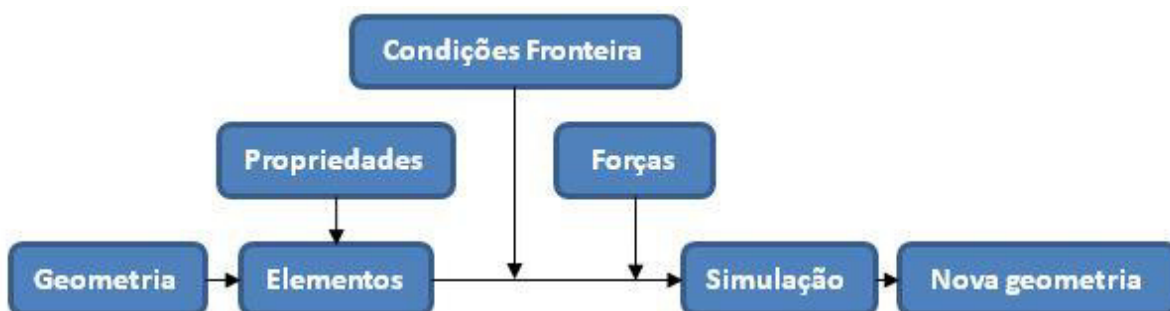 Condições Fronteira
Propriedades
Forças
Geometria
Elementos
Simulação
Nova geometria